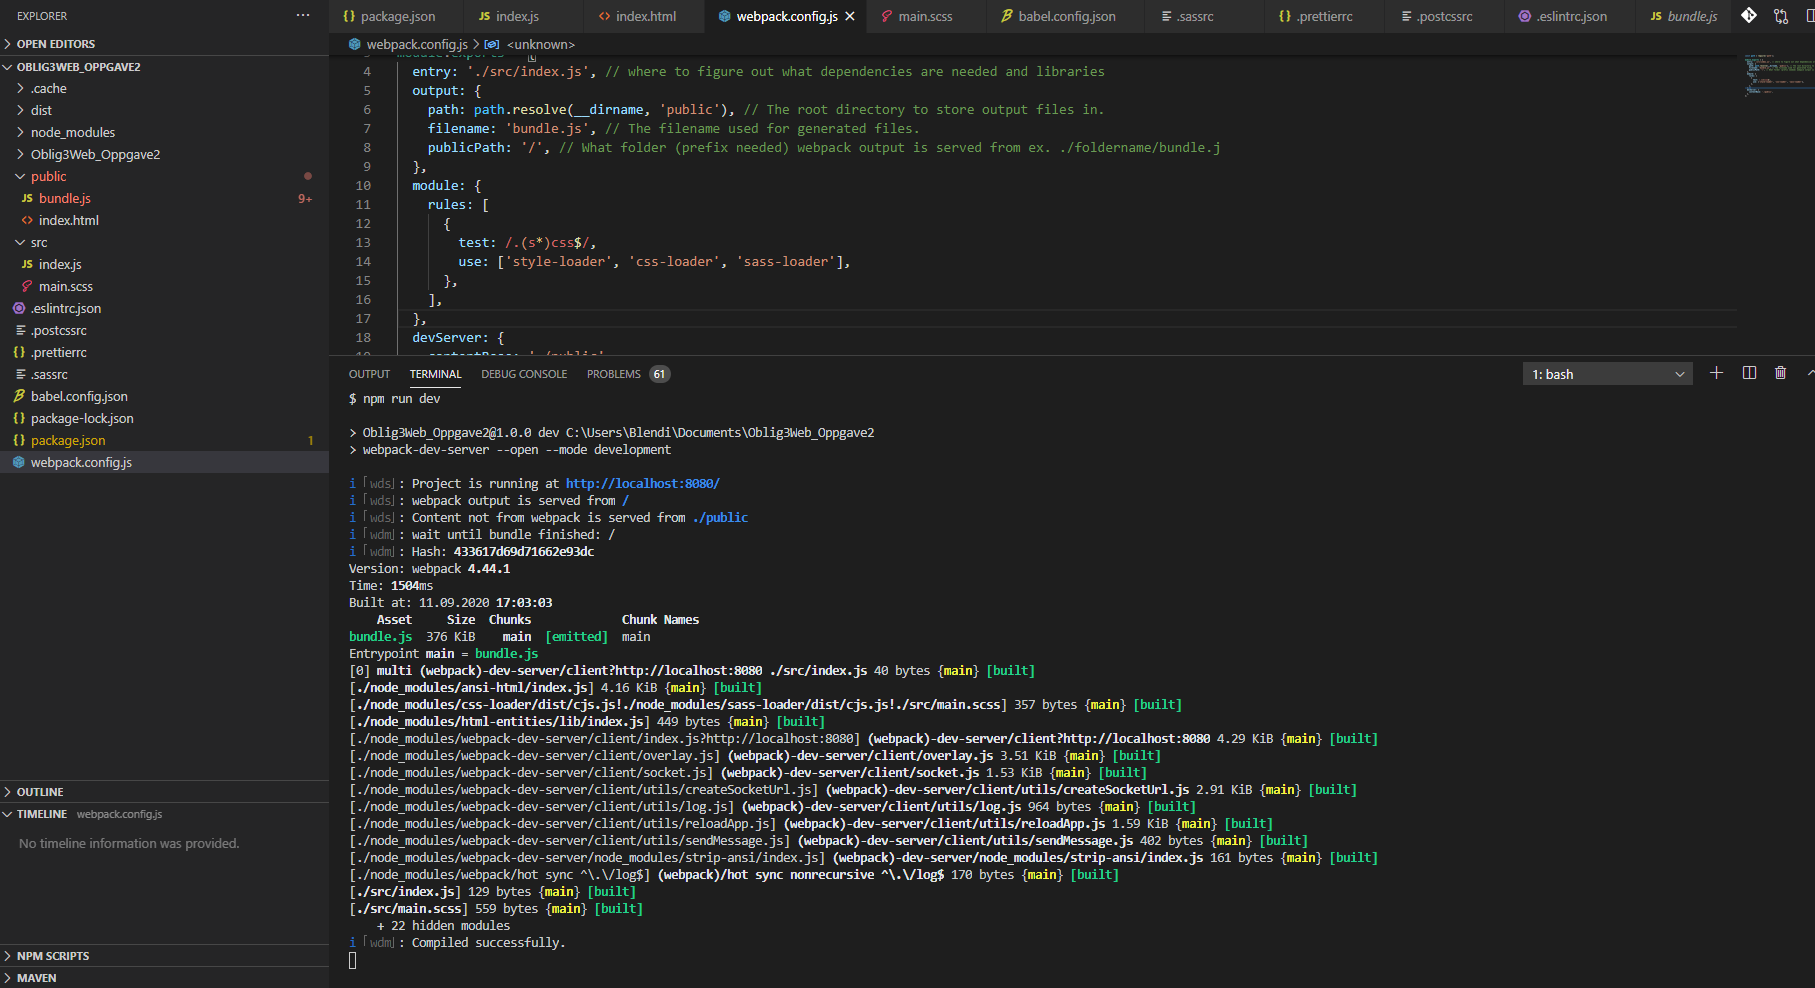 EXPLORER
···
OPEN EDITORS
OBLIG3WEB_OPPGAVE2
.cache
dist
node_modules
Oblig3Web_Oppgave2
public
JS bundle.js 9+
<> index.html
src
JS index.js
main.scss
.eslintrc.json
.postcssrc
{} .prettierrc
.sassrc
babel.config.json
{} package-lock.json
{} package.json 1
webpack.config.js
OUTLINE
TIMELINE webpack.config.js
No timeline information was provided.
NPM SCRIPTS
MAVEN
{} package.json
JS index.js
<> index.html
webpack.config.js
main.scss
babel.config.json
.sassrc
{} .prettierrc
.postcssrc
.eslintrc.json
JS bundle.js
webpack.config.js > <unknown>
4 entry: './src/index.js', // where to figure out what dependencies are needed and libraries
5 output: {
6 path: path.resolve(__dirname, 'public'), // The root directory to store output files in.
7 filename: 'bundle.js', // The filename used for generated files.
8 publicPath: '/', // What folder (prefix needed) webpack output is served from ex. ./foldername/bundle.j
9 },
10 module: {
11 rules: [
12 {
13 test: /.(s*)css$/,
14 use: ['style-loader', 'css-loader', 'sass-loader'],
15 },
16 ],
17 },
18 devServer: {
OUTPUT TERMINAL DEBUG CONSOLE PROBLEMS 61
1: bash
$ npm run dev
> Oblig3Web_Oppgave2@1.0.0 dev C:\Users\Blendi\Documents\Oblig3Web_Oppgave2
> webpack-dev-server --open --mode development
i ｢wds｣: Project is running at http://localhost:8080/
i ｢wds｣: webpack output is served from /
i ｢wds｣: Content not from webpack is served from ./public
i ｢wdm｣: wait until bundle finished: /
i ｢wdm｣: Hash: 433617d69d71662e93dc
Version: webpack 4.44.1
Time: 1504ms
Built at: 11.09.2020 17:03:03
Asset Size Chunks Chunk Names
bundle.js 376 KiB main [emitted] main
Entrypoint main = bundle.js
[0] multi (webpack)-dev-server/client?http://localhost:8080 ./src/index.js 40 bytes {main} [built]
[./node_modules/ansi-html/index.js] 4.16 KiB {main} [built]
[./node_modules/css-loader/dist/cjs.js!./node_modules/sass-loader/dist/cjs.js!./src/main.scss] 357 bytes {main} [built]
[./node_modules/html-entities/lib/index.js] 449 bytes {main} [built]
[./node_modules/webpack-dev-server/client/index.js?http://localhost:8080] (webpack)-dev-server/client?http://localhost:8080 4.29 KiB {main} [built]
[./node_modules/webpack-dev-server/client/overlay.js] (webpack)-dev-server/client/overlay.js 3.51 KiB {main} [built]
[./node_modules/webpack-dev-server/client/socket.js] (webpack)-dev-server/client/socket.js 1.53 KiB {main} [built]
[./node_modules/webpack-dev-server/client/utils/createSocketUrl.js] (webpack)-dev-server/client/utils/createSocketUrl.js 2.91 KiB {main} [built]
[./node_modules/webpack-dev-server/client/utils/log.js] (webpack)-dev-server/client/utils/log.js 964 bytes {main} [built]
[./node_modules/webpack-dev-server/client/utils/reloadApp.js] (webpack)-dev-server/client/utils/reloadApp.js 1.59 KiB {main} [built]
[./node_modules/webpack-dev-server/client/utils/sendMessage.js] (webpack)-dev-server/client/utils/sendMessage.js 402 bytes {main} [built]
[./node_modules/webpack-dev-server/node_modules/strip-ansi/index.js] (webpack)-dev-server/node_modules/strip-ansi/index.js 161 bytes {main} [built]
[./node_modules/webpack/hot sync ^\.\/log$] (webpack)/hot sync nonrecursive ^\.\/log$ 170 bytes {main} [built]
[./src/index.js] 129 bytes {main} [built]
[./src/main.scss] 559 bytes {main} [built]
+ 22 hidden modules
i ｢wdm｣: Compiled successfully.